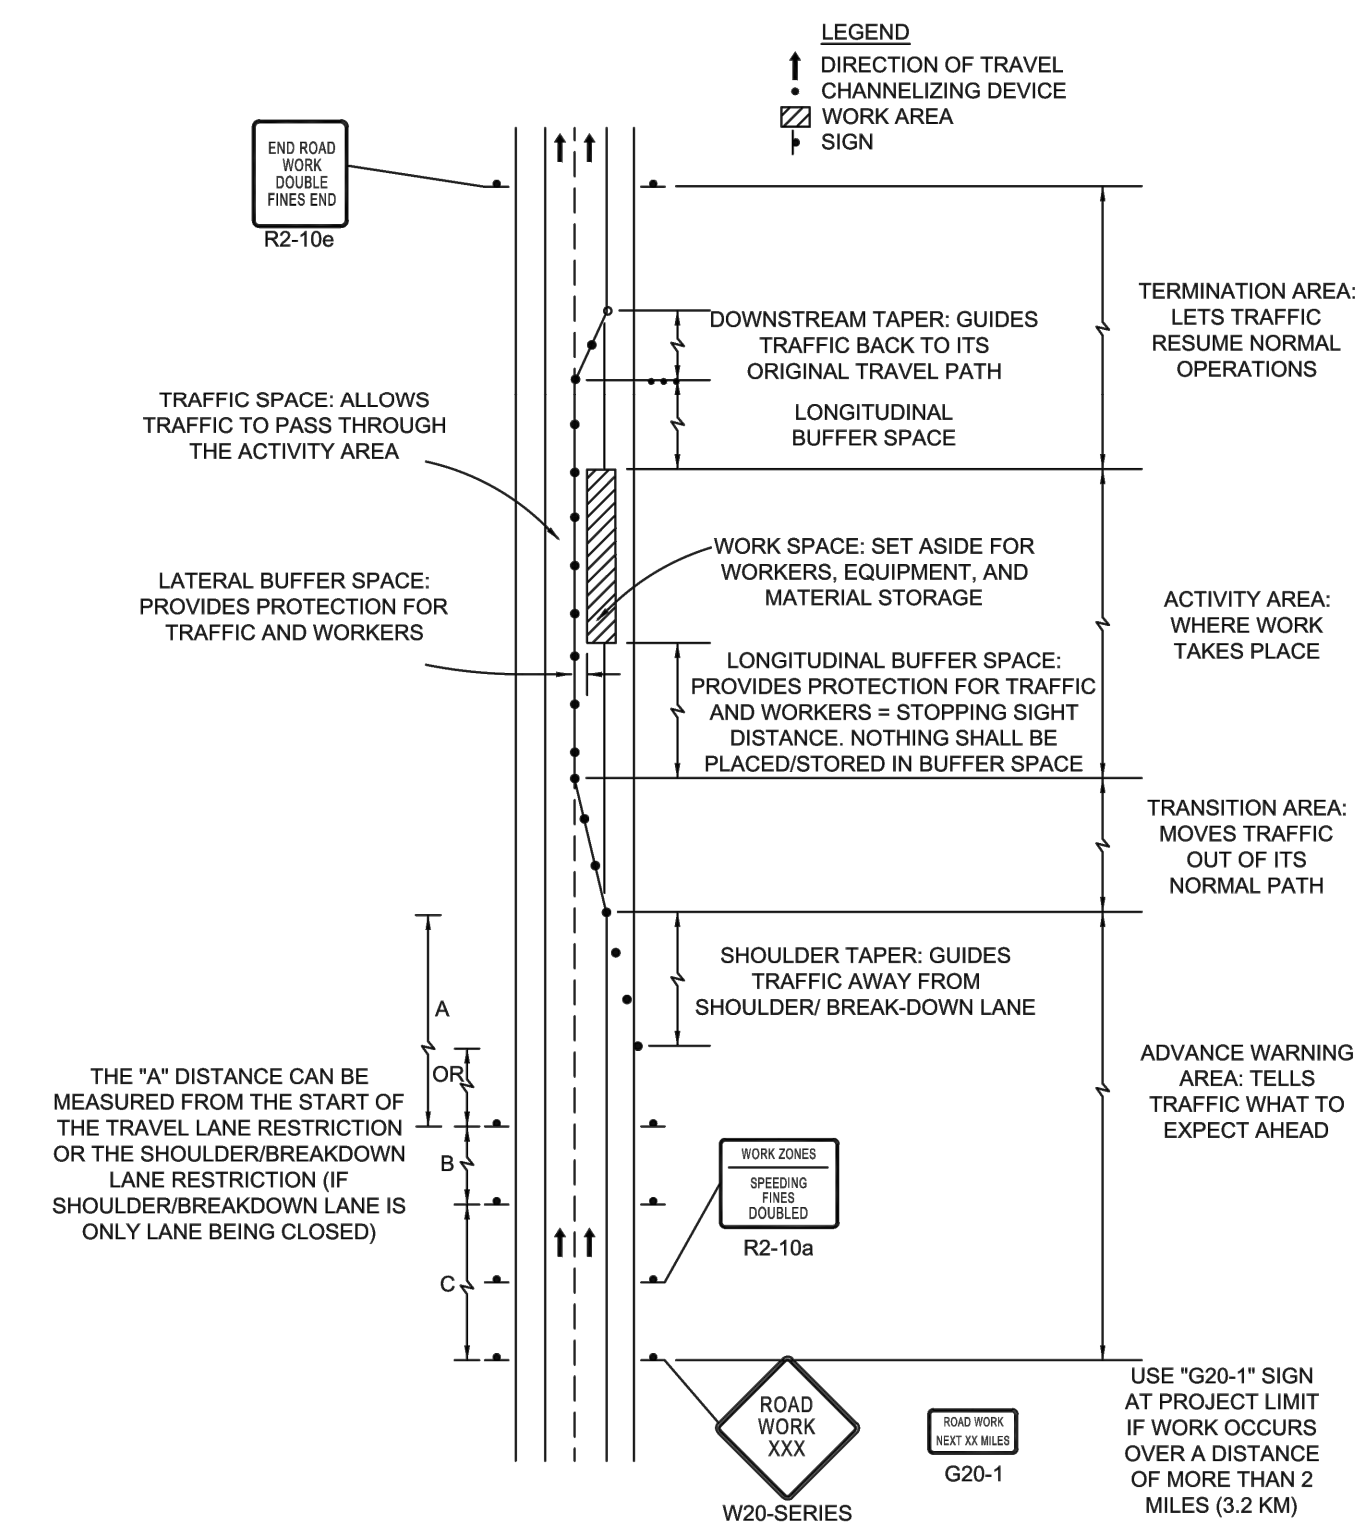 LEGEND
DIRECTION OF TRAVEL
CHANNELIZING DEVICE
WORK AREA
SIGN
END ROAD
WORK
DOUBLE
FINES END
R2-10e
TERMINATION AREA:
LETS TRAFFIC
RESUME NORMAL
OPERATIONS
DOWNSTREAM TAPER: GUIDES
TRAFFIC BACK TO ITS
ORIGINAL TRAVEL PATH
TRAFFIC SPACE: ALLOWS
TRAFFIC TO PASS THROUGH
THE ACTIVITY AREA
LONGITUDINAL
BUFFER SPACE
WORK SPACE: SET ASIDE FOR
WORKERS, EQUIPMENT, AND
MATERIAL STORAGE
LATERAL BUFFER SPACE:
PROVIDES PROTECTION FOR
TRAFFIC AND WORKERS
ACTIVITY AREA:
WHERE WORK
TAKES PLACE
LONGITUDINAL BUFFER SPACE:
PROVIDES PROTECTION FOR TRAFFIC
AND WORKERS = STOPPING SIGHT
DISTANCE. NOTHING SHALL BE
PLACED/STORED IN BUFFER SPACE
TRANSITION AREA:
MOVES TRAFFIC
OUT OF ITS
NORMAL PATH
SHOULDER TAPER: GUIDES
TRAFFIC AWAY FROM
SHOULDER/ BREAK-DOWN LANE
A
OR
B
C
THE "A" DISTANCE CAN BE
MEASURED FROM THE START OF
THE TRAVEL LANE RESTRICTION
OR THE SHOULDER/BREAKDOWN
LANE RESTRICTION (IF
SHOULDER/BREAKDOWN LANE IS
ONLY LANE BEING CLOSED)
ADVANCE WARNING
AREA: TELLS
TRAFFIC WHAT TO
EXPECT AHEAD
WORK ZONES
SPEEDING
FINES
DOUBLED
R2-10a
ROAD
WORK
XXX
W20-SERIES
ROAD WORK
NEXT XX MILES
G20-1
USE "G20-1" SIGN
AT PROJECT LIMIT
IF WORK OCCURS
OVER A DISTANCE
OF MORE THAN 2
MILES (3.2 KM)